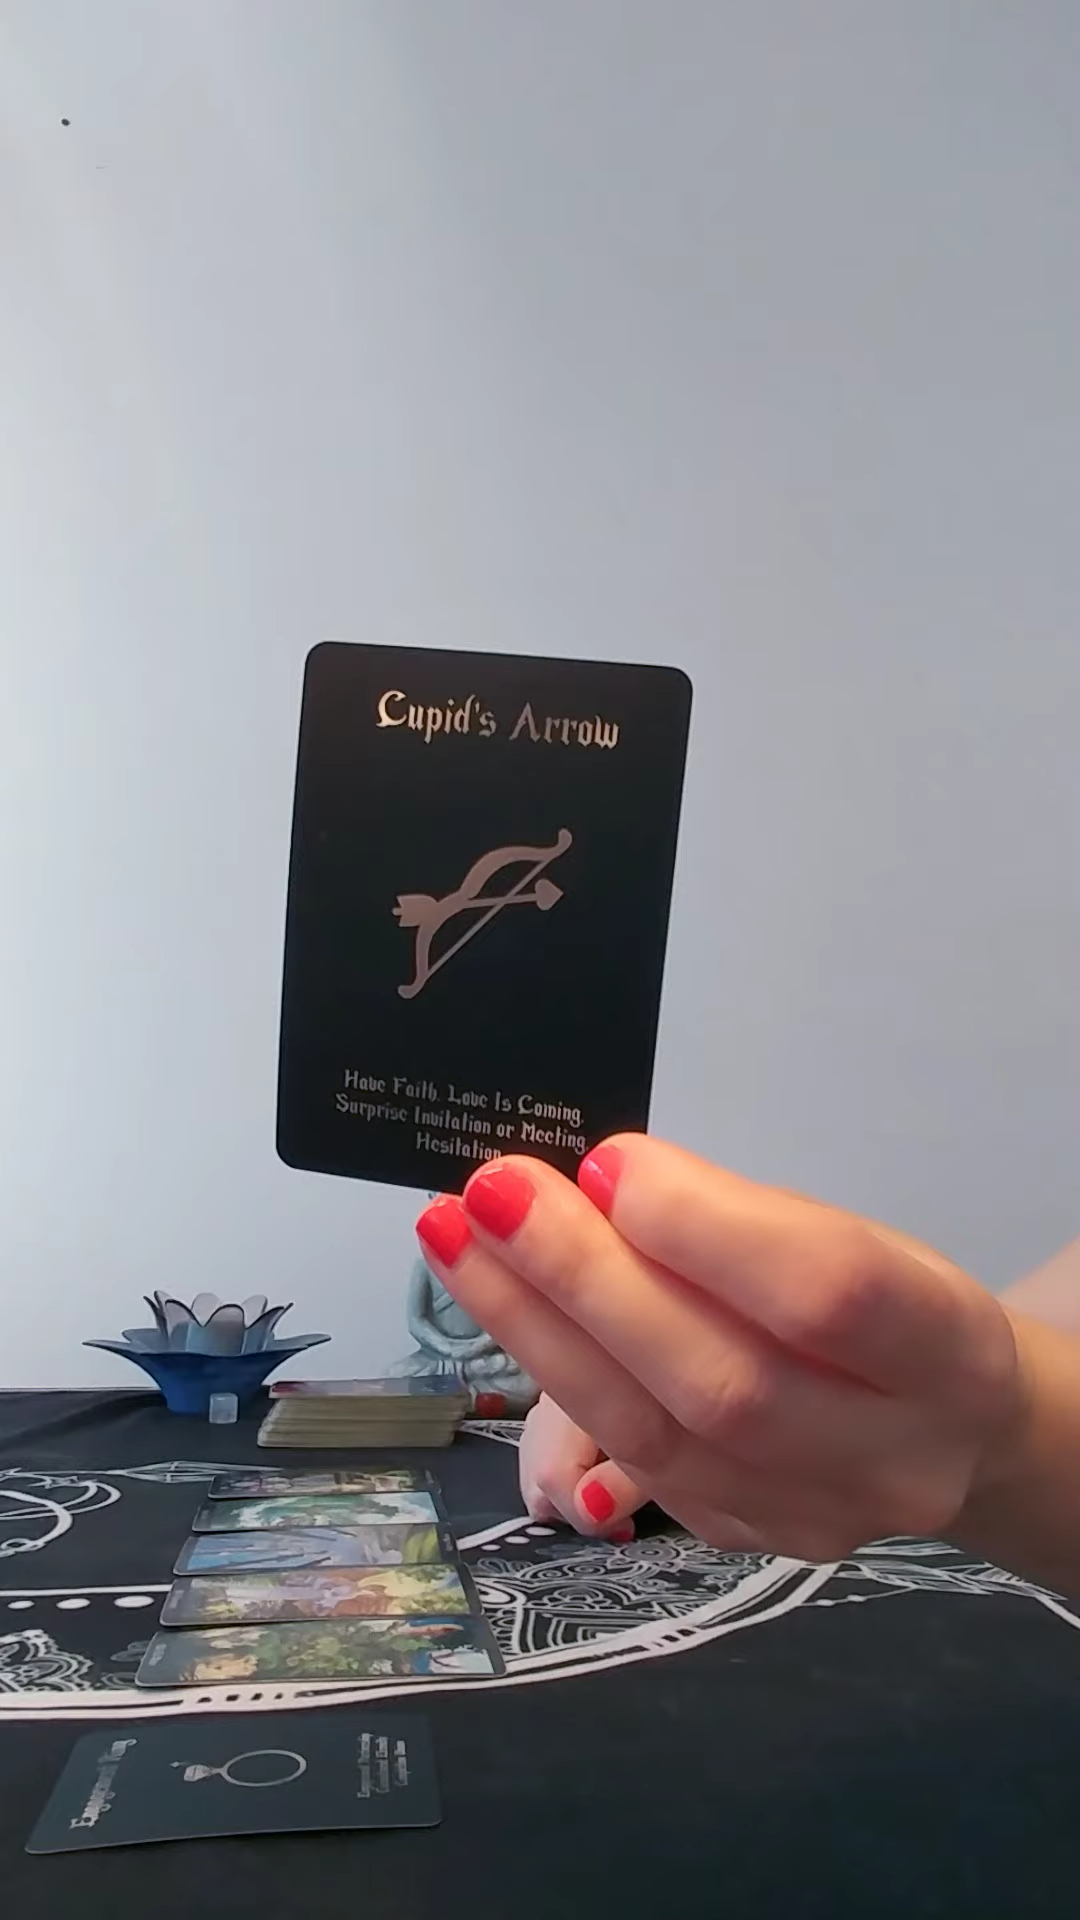 Cupid's Arrow
Have Faith. Love Is Coming.
Surprise Invitation or Meeting.
Hesitation
Engagement Ring